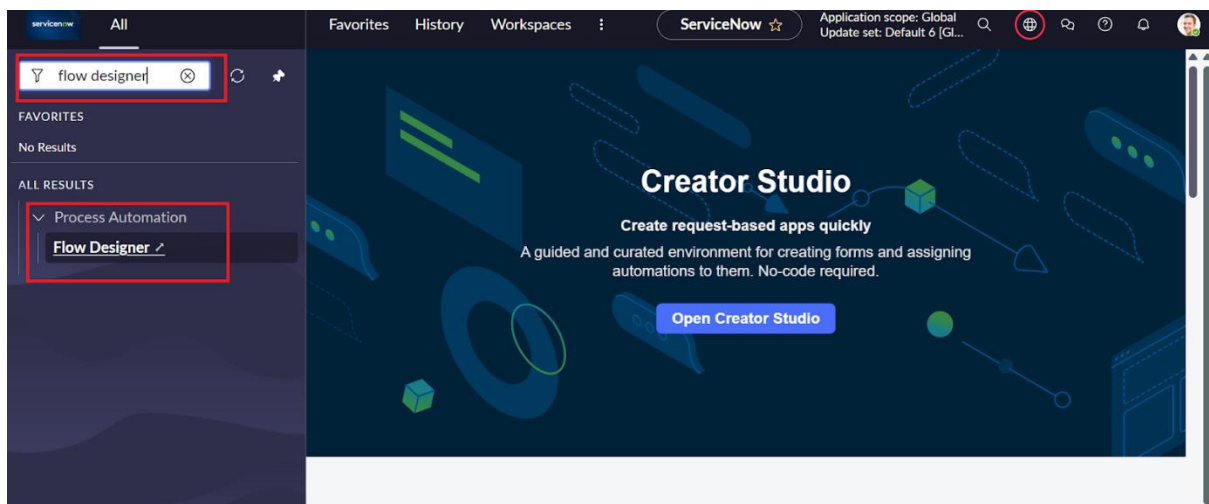 servicenow
All
Favorites
History
Workspaces
ServiceNow
Application scope: Global
Update set: Default 6 [Gl...
flow designer
FAVORITES
No Results
ALL RESULTS
Process Automation
Flow Designer
Creator Studio
Create request-based apps quickly
A guided and curated environment for creating forms and assigning
automations to them. No-code required.
Open Creator Studio